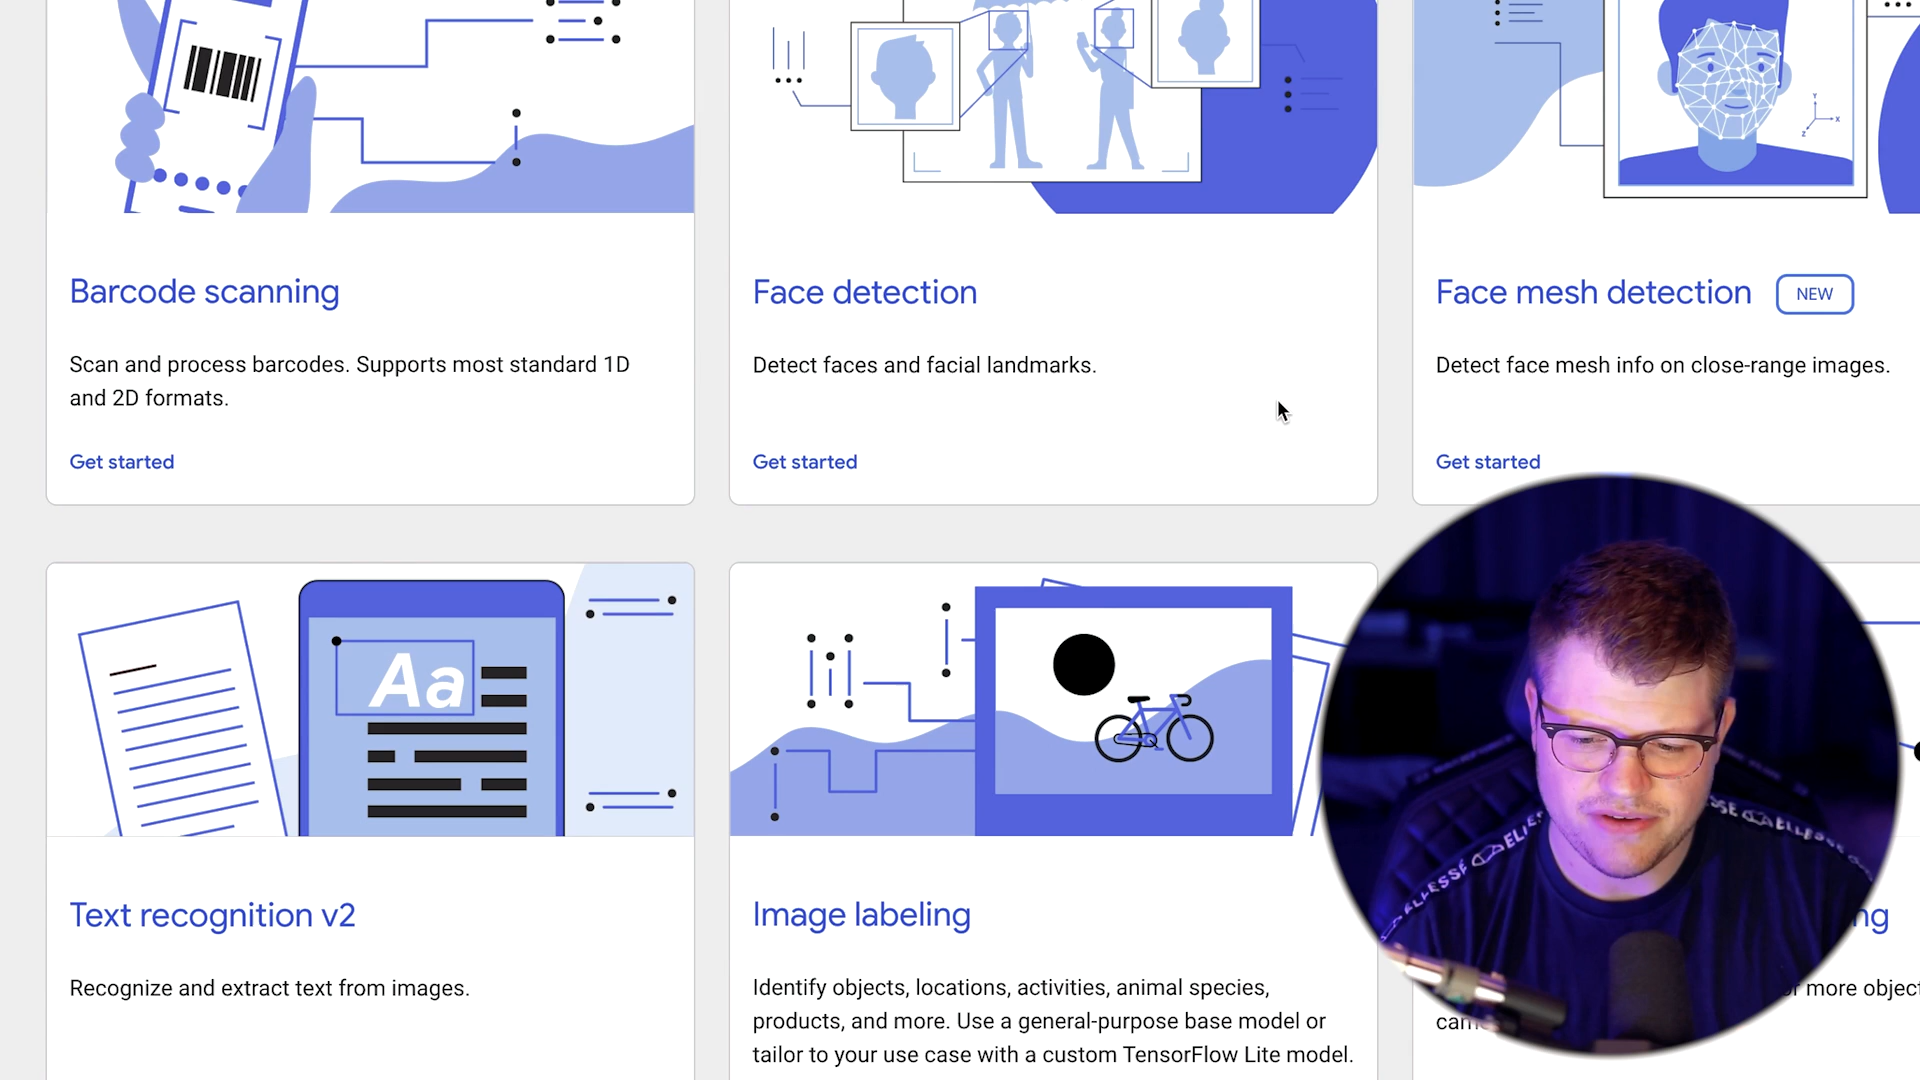 Barcode scanning
Scan and process barcodes. Supports most standard 1D
and 2D formats.
Get started
Face detection
Detect faces and facial landmarks.
Get started
Y
X
Z
Face mesh detection
NEW
Detect face mesh info on close-range images.
Get started
Aa
Text recognition v2
Recognize and extract text from images.
Image labeling
Identify objects, locations, activities, animal species,
products, and more. Use a general-purpose base model or
tailor to your use case with a custom TensorFlow Lite model.
more
ELLESSE
ELLESSE